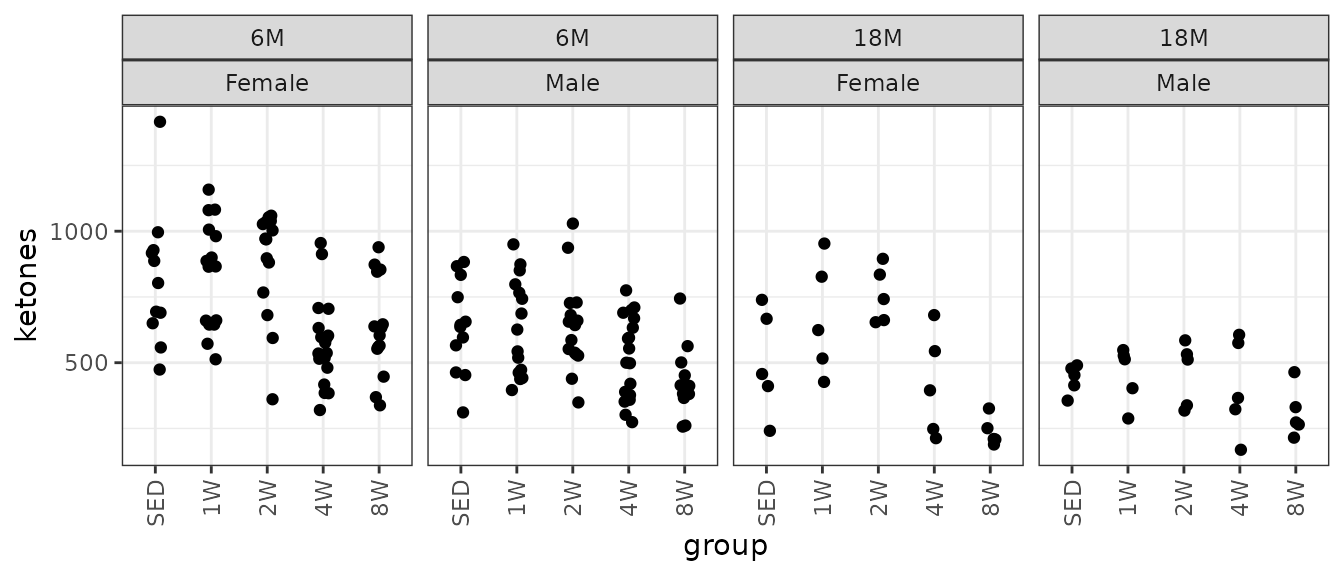 6M 6M 18M 18M
Female Male Female Male
ketones
1000
500
SED 1W 2W 4W 8W SED 1W 2W 4W 8W SED 1W 2W 4W 8W SED 1W 2W 4W 8W
group